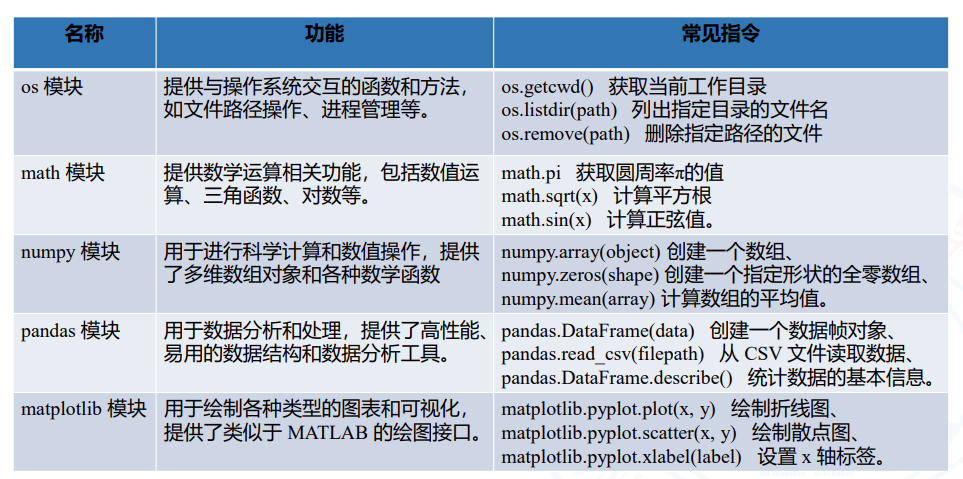 名称 功能 常见指令
os 模块
提供与操作系统交互的函数和方法，
如文件路径操作、进程管理等。
os.getcwd() 获取当前工作目录
os.listdir(path) 列出指定目录的文件名
os.remove(path) 删除指定路径的文件
math 模块
提供数学运算相关功能，包括数值运
算、三角函数、对数等。
math.pi 获取圆周率π的值
math.sqrt(x) 计算平方根
math.sin(x) 计算正弦值。
numpy 模块
用于进行科学计算和数值操作，提供
了多维数组对象和各种数学函数
numpy.array(object) 创建一个数组、
numpy.zeros(shape) 创建一个指定形状的全零数组、
numpy.mean(array) 计算数组的平均值。
pandas 模块
用于数据分析和处理，提供了高性能、
易用的数据结构和数据分析工具。
pandas.DataFrame(data) 创建一个数据帧对象、
pandas.read_csv(filepath) 从 CSV 文件读取数据、
pandas.DataFrame.describe() 统计数据的基本信息。
matplotlib 模块
用于绘制各种类型的图表和可视化，
提供了类似于 MATLAB 的绘图接口。
matplotlib.pyplot.plot(x, y) 绘制折线图、
matplotlib.pyplot.scatter(x, y) 绘制散点图、
matplotlib.pyplot.xlabel(label) 设置 x 轴标签。